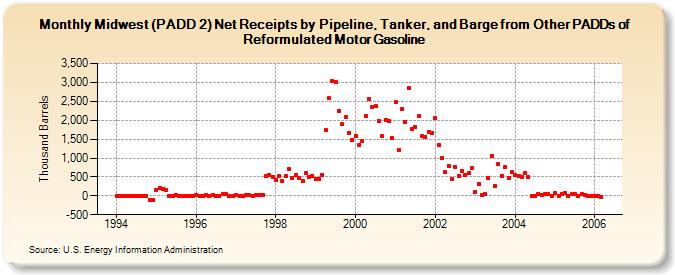 Monthly Midwest (PADD 2) Net Receipts by Pipeline, Tanker, and Barge from Other PADDs of
Reformulated Motor Gasoline
Thousand Barrels
3,500
3,000
2,500
2,000
1,500
1,000
500
0
-500
1994 1996 1998 2000 2002 2004 2006
Source: U.S. Energy Information Administration